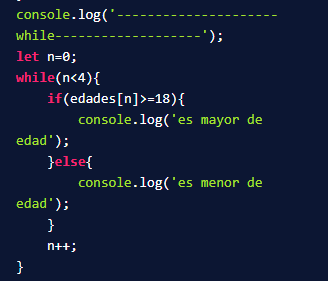 console.log('---------------------
while-------------------');
let n=0;
while(n<4){
    if(edades[n]>=18){
        console.log('es mayor de
edad');
    }else{
        console.log('es menor de
edad');
    }
    n++;
}